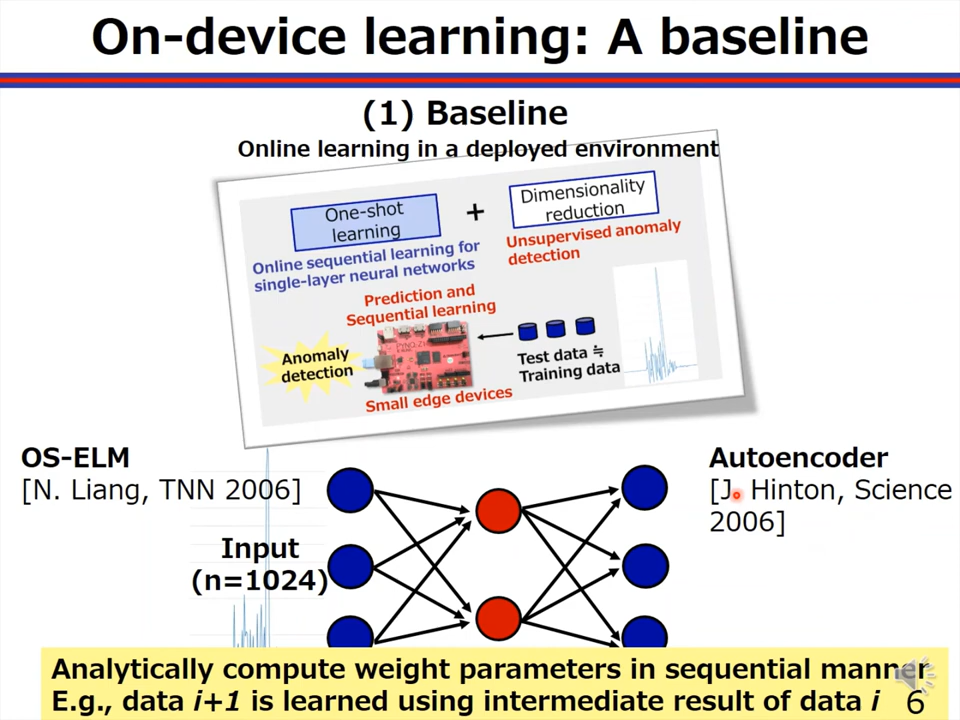 On-device learning: A baseline
(1) Baseline
Online learning in a deployed environment
One-shot
learning
+
Dimensionality
reduction
Online sequential learning for
single-layer neural networks
Unsupervised anomaly
detection
Prediction and
Sequential learning
Anomaly
detection
Test data ≒
Training data
Small edge devices
OS-ELM
[N. Liang, TNN 2006]
Autoencoder
[J. Hinton, Science
2006]
Input
(n=1024)
Analytically compute weight parameters in sequential manner
E.g., data i+1 is learned using intermediate result of data i
6